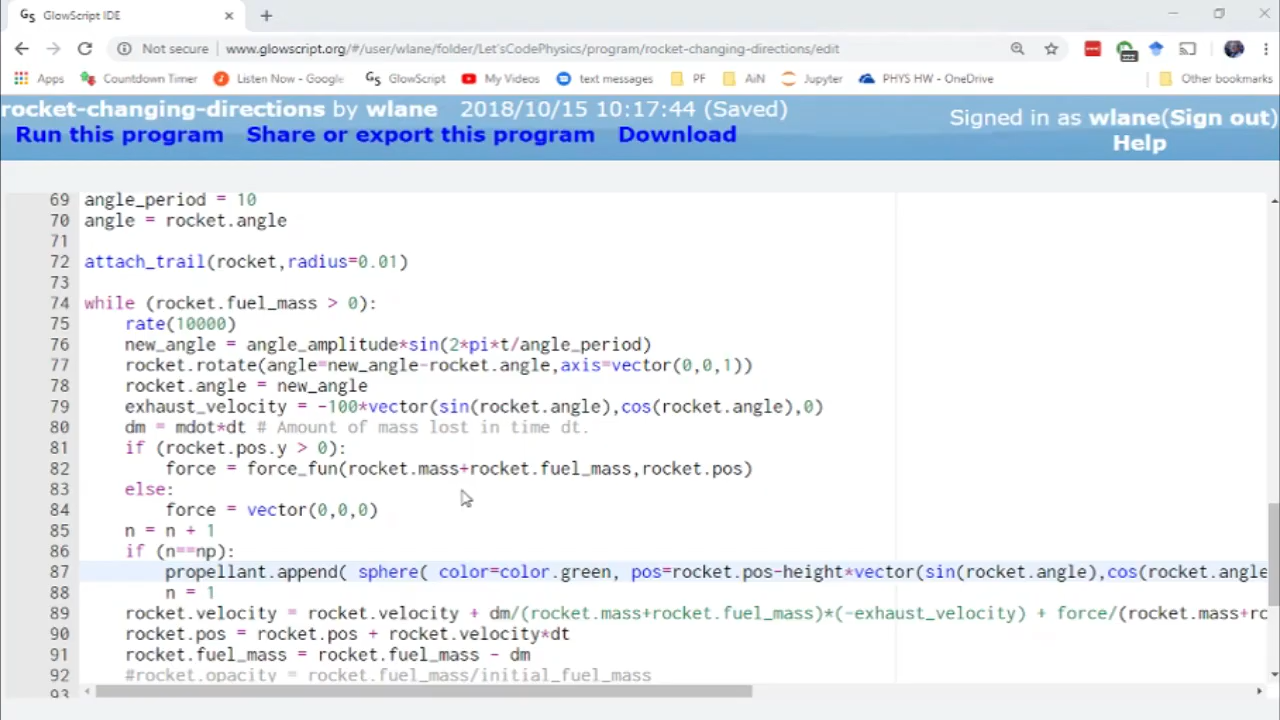 GlowScript IDE
Not secure | www.glowscript.org/#/user/wlane/folder/Let'sCodePhysics/program/rocket-changing-directions/edit
Apps Countdown Timer Listen Now - Google GlowScript My Videos text messages PF AiN Jupyter PHYS HW - OneDrive Other bookmarks
rocket-changing-directions by wlane 2018/10/15 10:17:44 (Saved)
Signed in as wlane(Sign out)
Run this program Share or export this program Download
Help
69 angle_period = 10
70 angle = rocket.angle
71
72 attach_trail(rocket,radius=0.01)
73
74 while (rocket.fuel_mass > 0):
75 rate(10000)
76 new_angle = angle_amplitude*sin(2*pi*t/angle_period)
77 rocket.rotate(angle=new_angle-rocket.angle,axis=vector(0,0,1))
78 rocket.angle = new_angle
79 exhaust_velocity = -100*vector(sin(rocket.angle),cos(rocket.angle),0)
80 dm = mdot*dt # Amount of mass lost in time dt.
81 if (rocket.pos.y > 0):
82 force = force_fun(rocket.mass+rocket.fuel_mass,rocket.pos)
83 else:
84 force = vector(0,0,0)
85 n = n + 1
86 if (n==np):
87 propellant.append( sphere( color=color.green, pos=rocket.pos-height*vector(sin(rocket.angle),cos(rocket.angle
88 n = 1
89 rocket.velocity = rocket.velocity + dm/(rocket.mass+rocket.fuel_mass)*(-exhaust_velocity) + force/(rocket.mass+ro
90 rocket.pos = rocket.pos + rocket.velocity*dt
91 rocket.fuel_mass = rocket.fuel_mass - dm
92 #rocket.opacity = rocket.fuel_mass/initial_fuel_mass
93